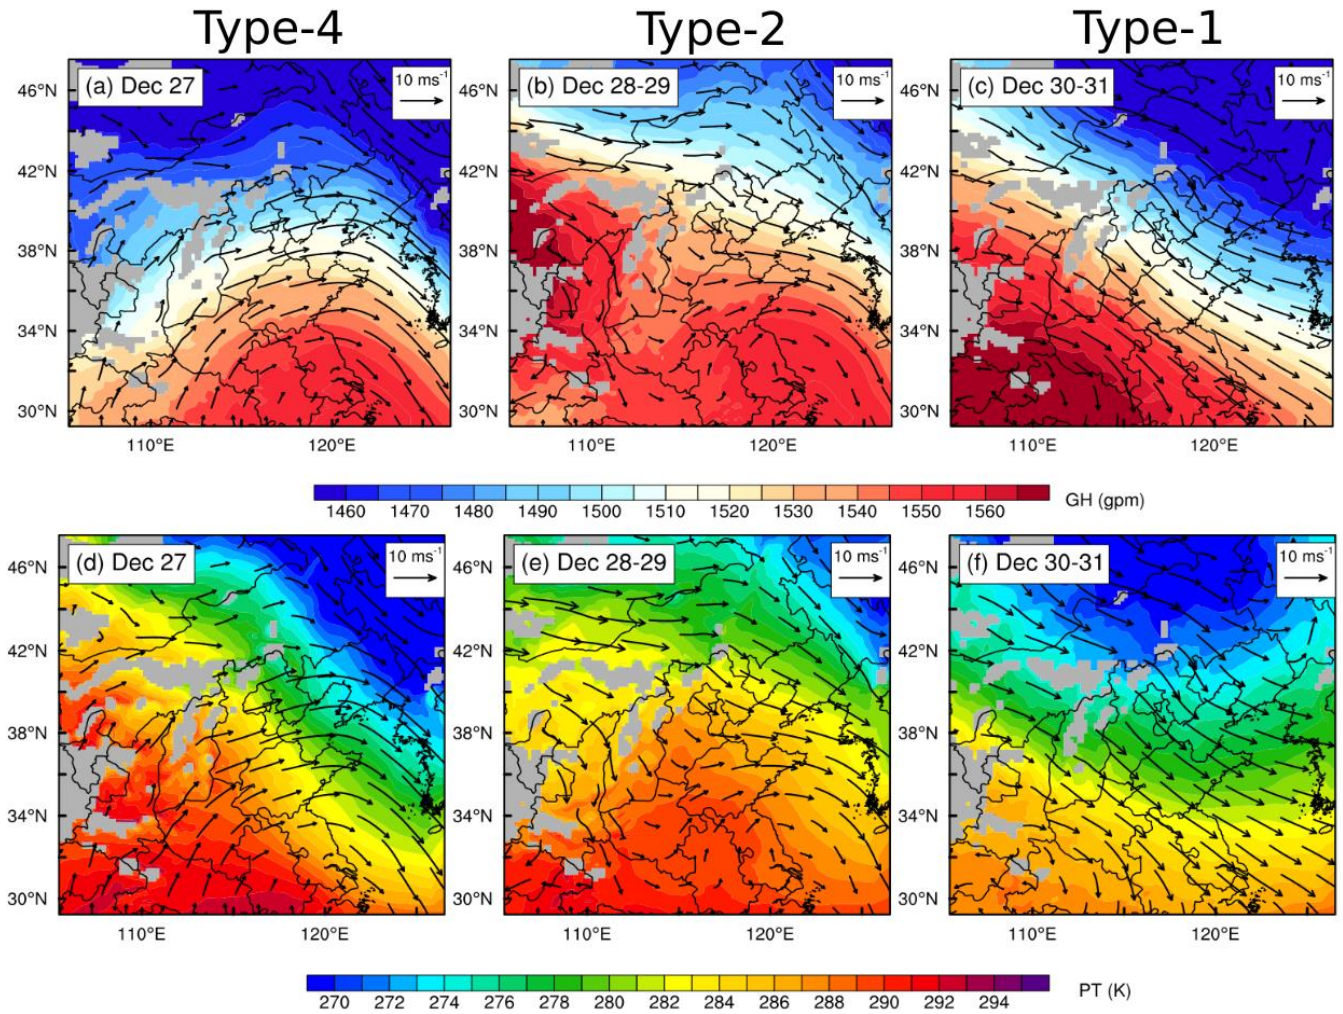 Type-4 Type-2 Type-1
(a) Dec 27 10 ms-1 (b) Dec 28-29 10 ms-1 (c) Dec 30-31 10 ms-1
46°N 46°N 46°N
42°N 42°N 42°N
38°N 38°N 38°N
34°N 34°N 34°N
30°N 30°N 30°N
110°E 120°E 110°E 120°E 110°E 120°E
1460 1470 1480 1490 1500 1510 1520 1530 1540 1550 1560 GH (gpm)
(d) Dec 27 10 ms-1 (e) Dec 28-29 10 ms-1 (f) Dec 30-31 10 ms-1
46°N 46°N 46°N
42°N 42°N 42°N
38°N 38°N 38°N
34°N 34°N 34°N
30°N 30°N 30°N
110°E 120°E 110°E 120°E 110°E 120°E
270 272 274 276 278 280 282 284 286 288 290 292 294 PT (K)